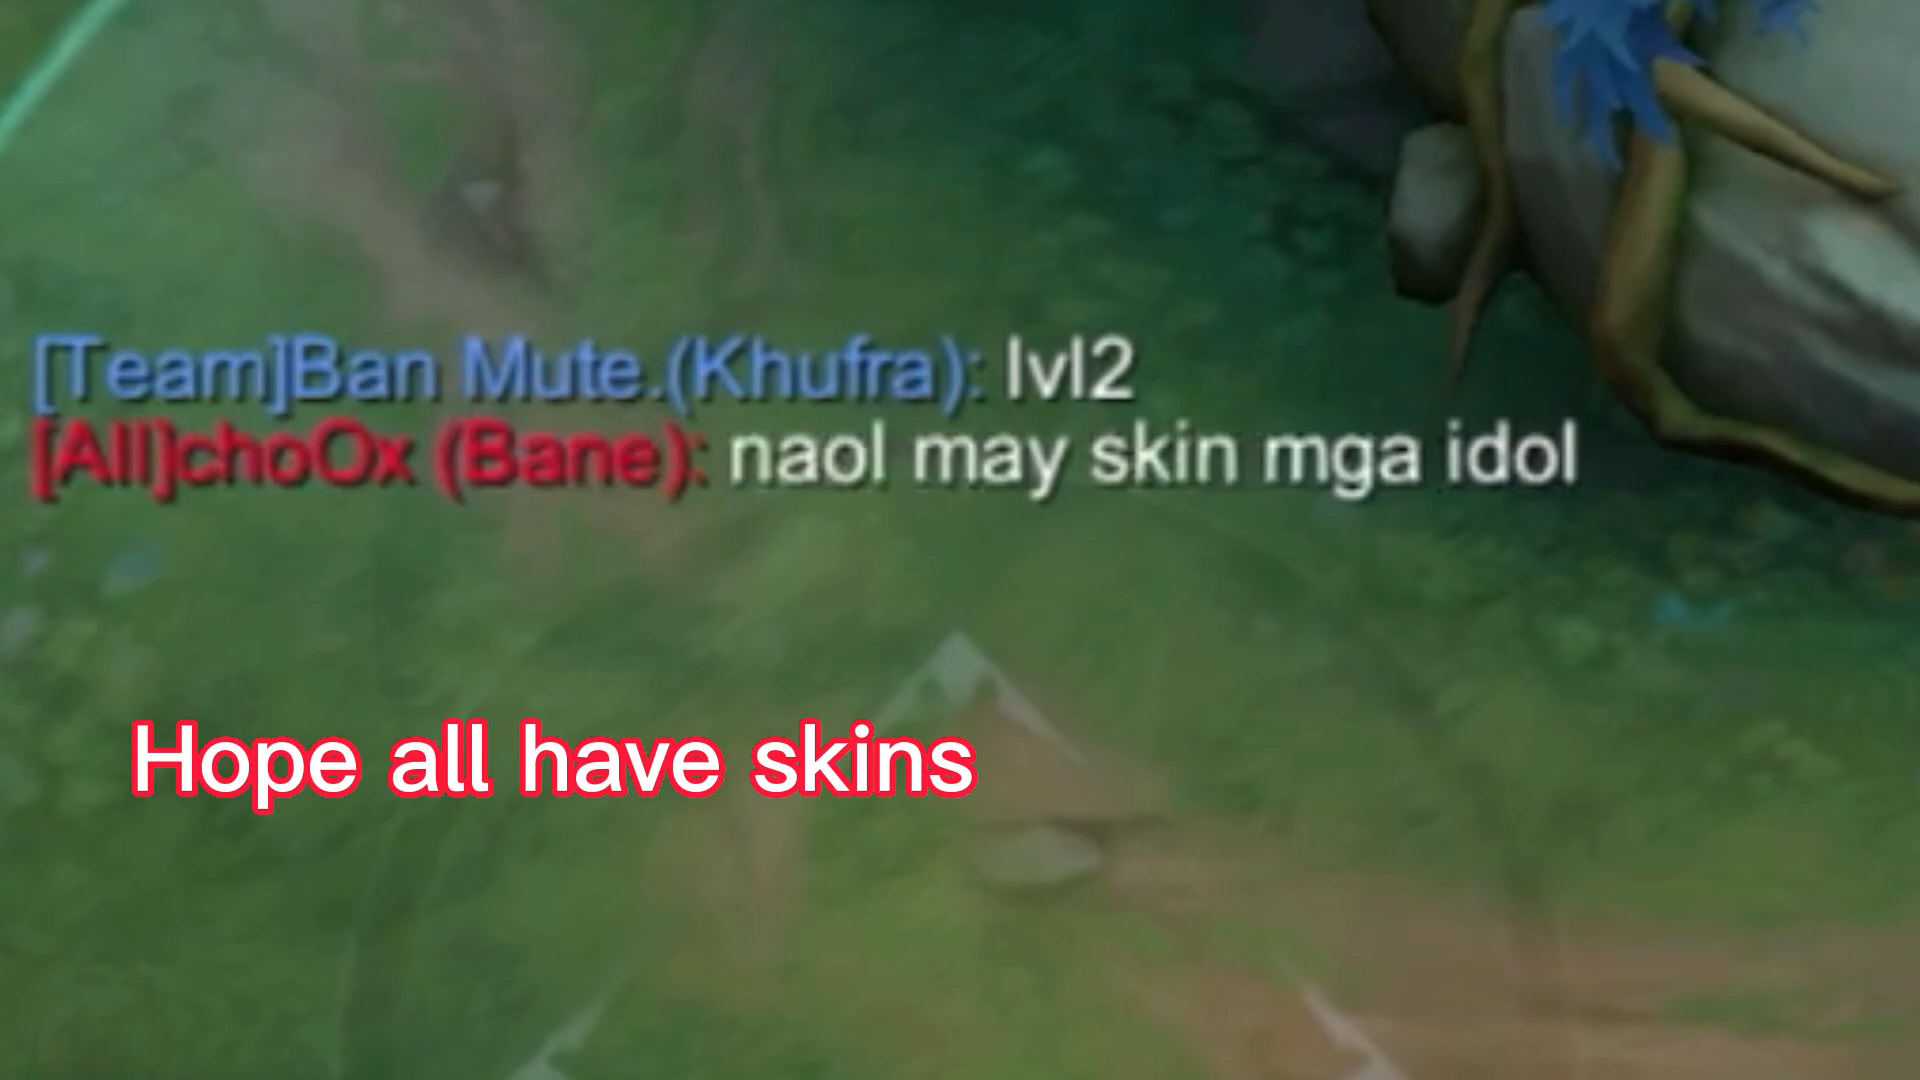 [Team]Ban Mute.(Khufra): lvl2
[All]choOx (Bane): naol may skin mga idol
Hope all have skins